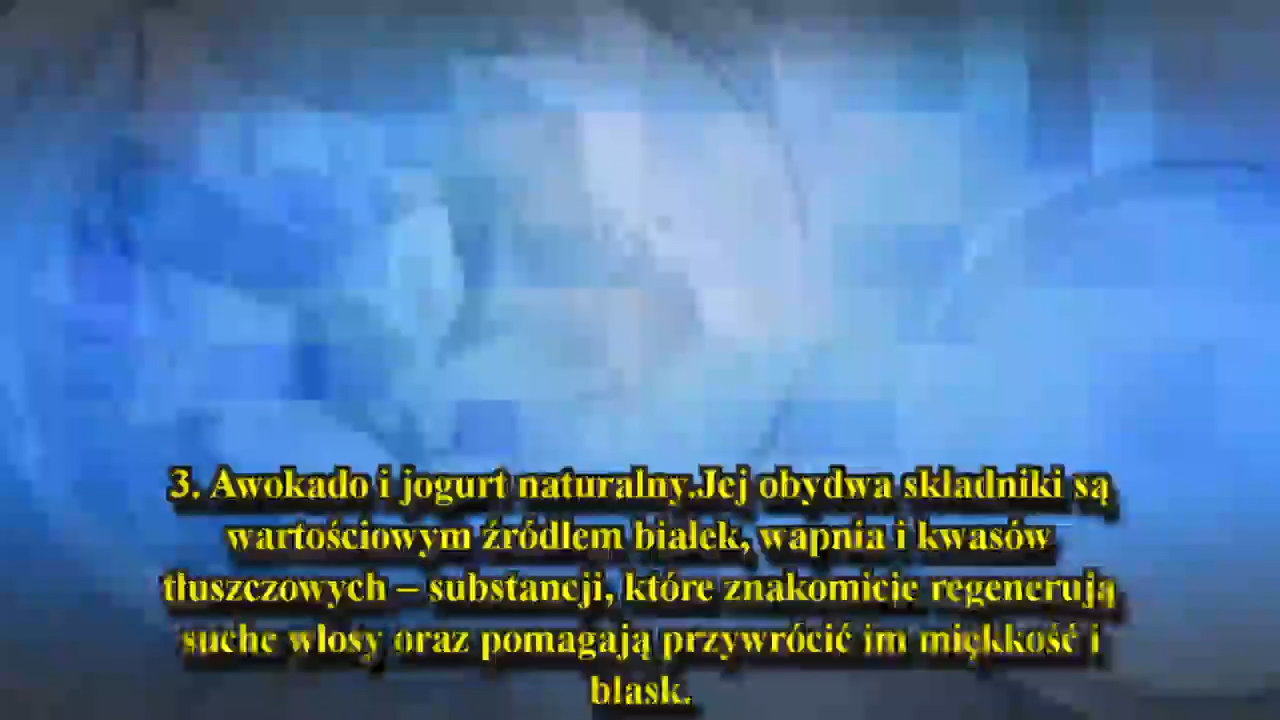 3. Awokado i jogurt naturalny.Jej obydwa składniki są
wartościowym źródłem białek, wapnia i kwasów
tłuszczowych – substancji, które znakomicie regenerują
suche włosy oraz pomagają przywrócić im miękkość i
blask.